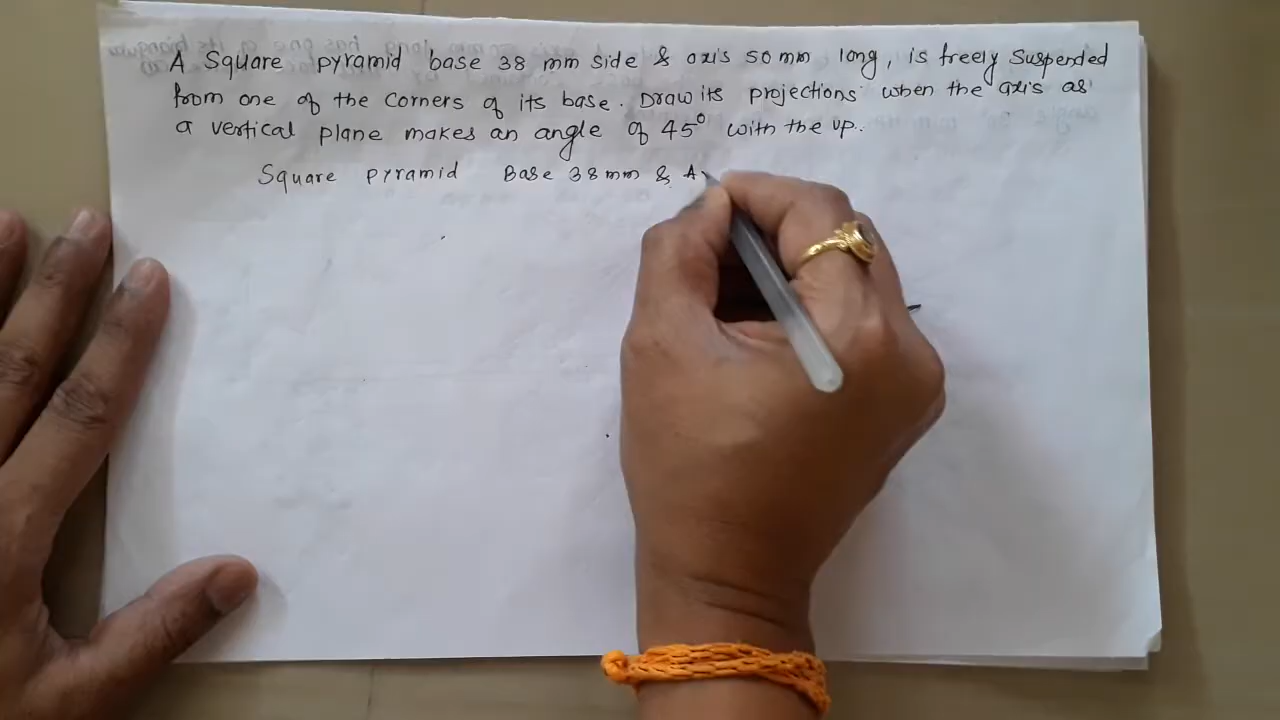 A Square pyramid base 38 mm side & axis 50 mm long, is freely suspended
from one of the corners of its base. Draw its projections when the axis as
a vertical plane makes an angle of 45° with the vp.
Square pyramid Base 38mm & Ax